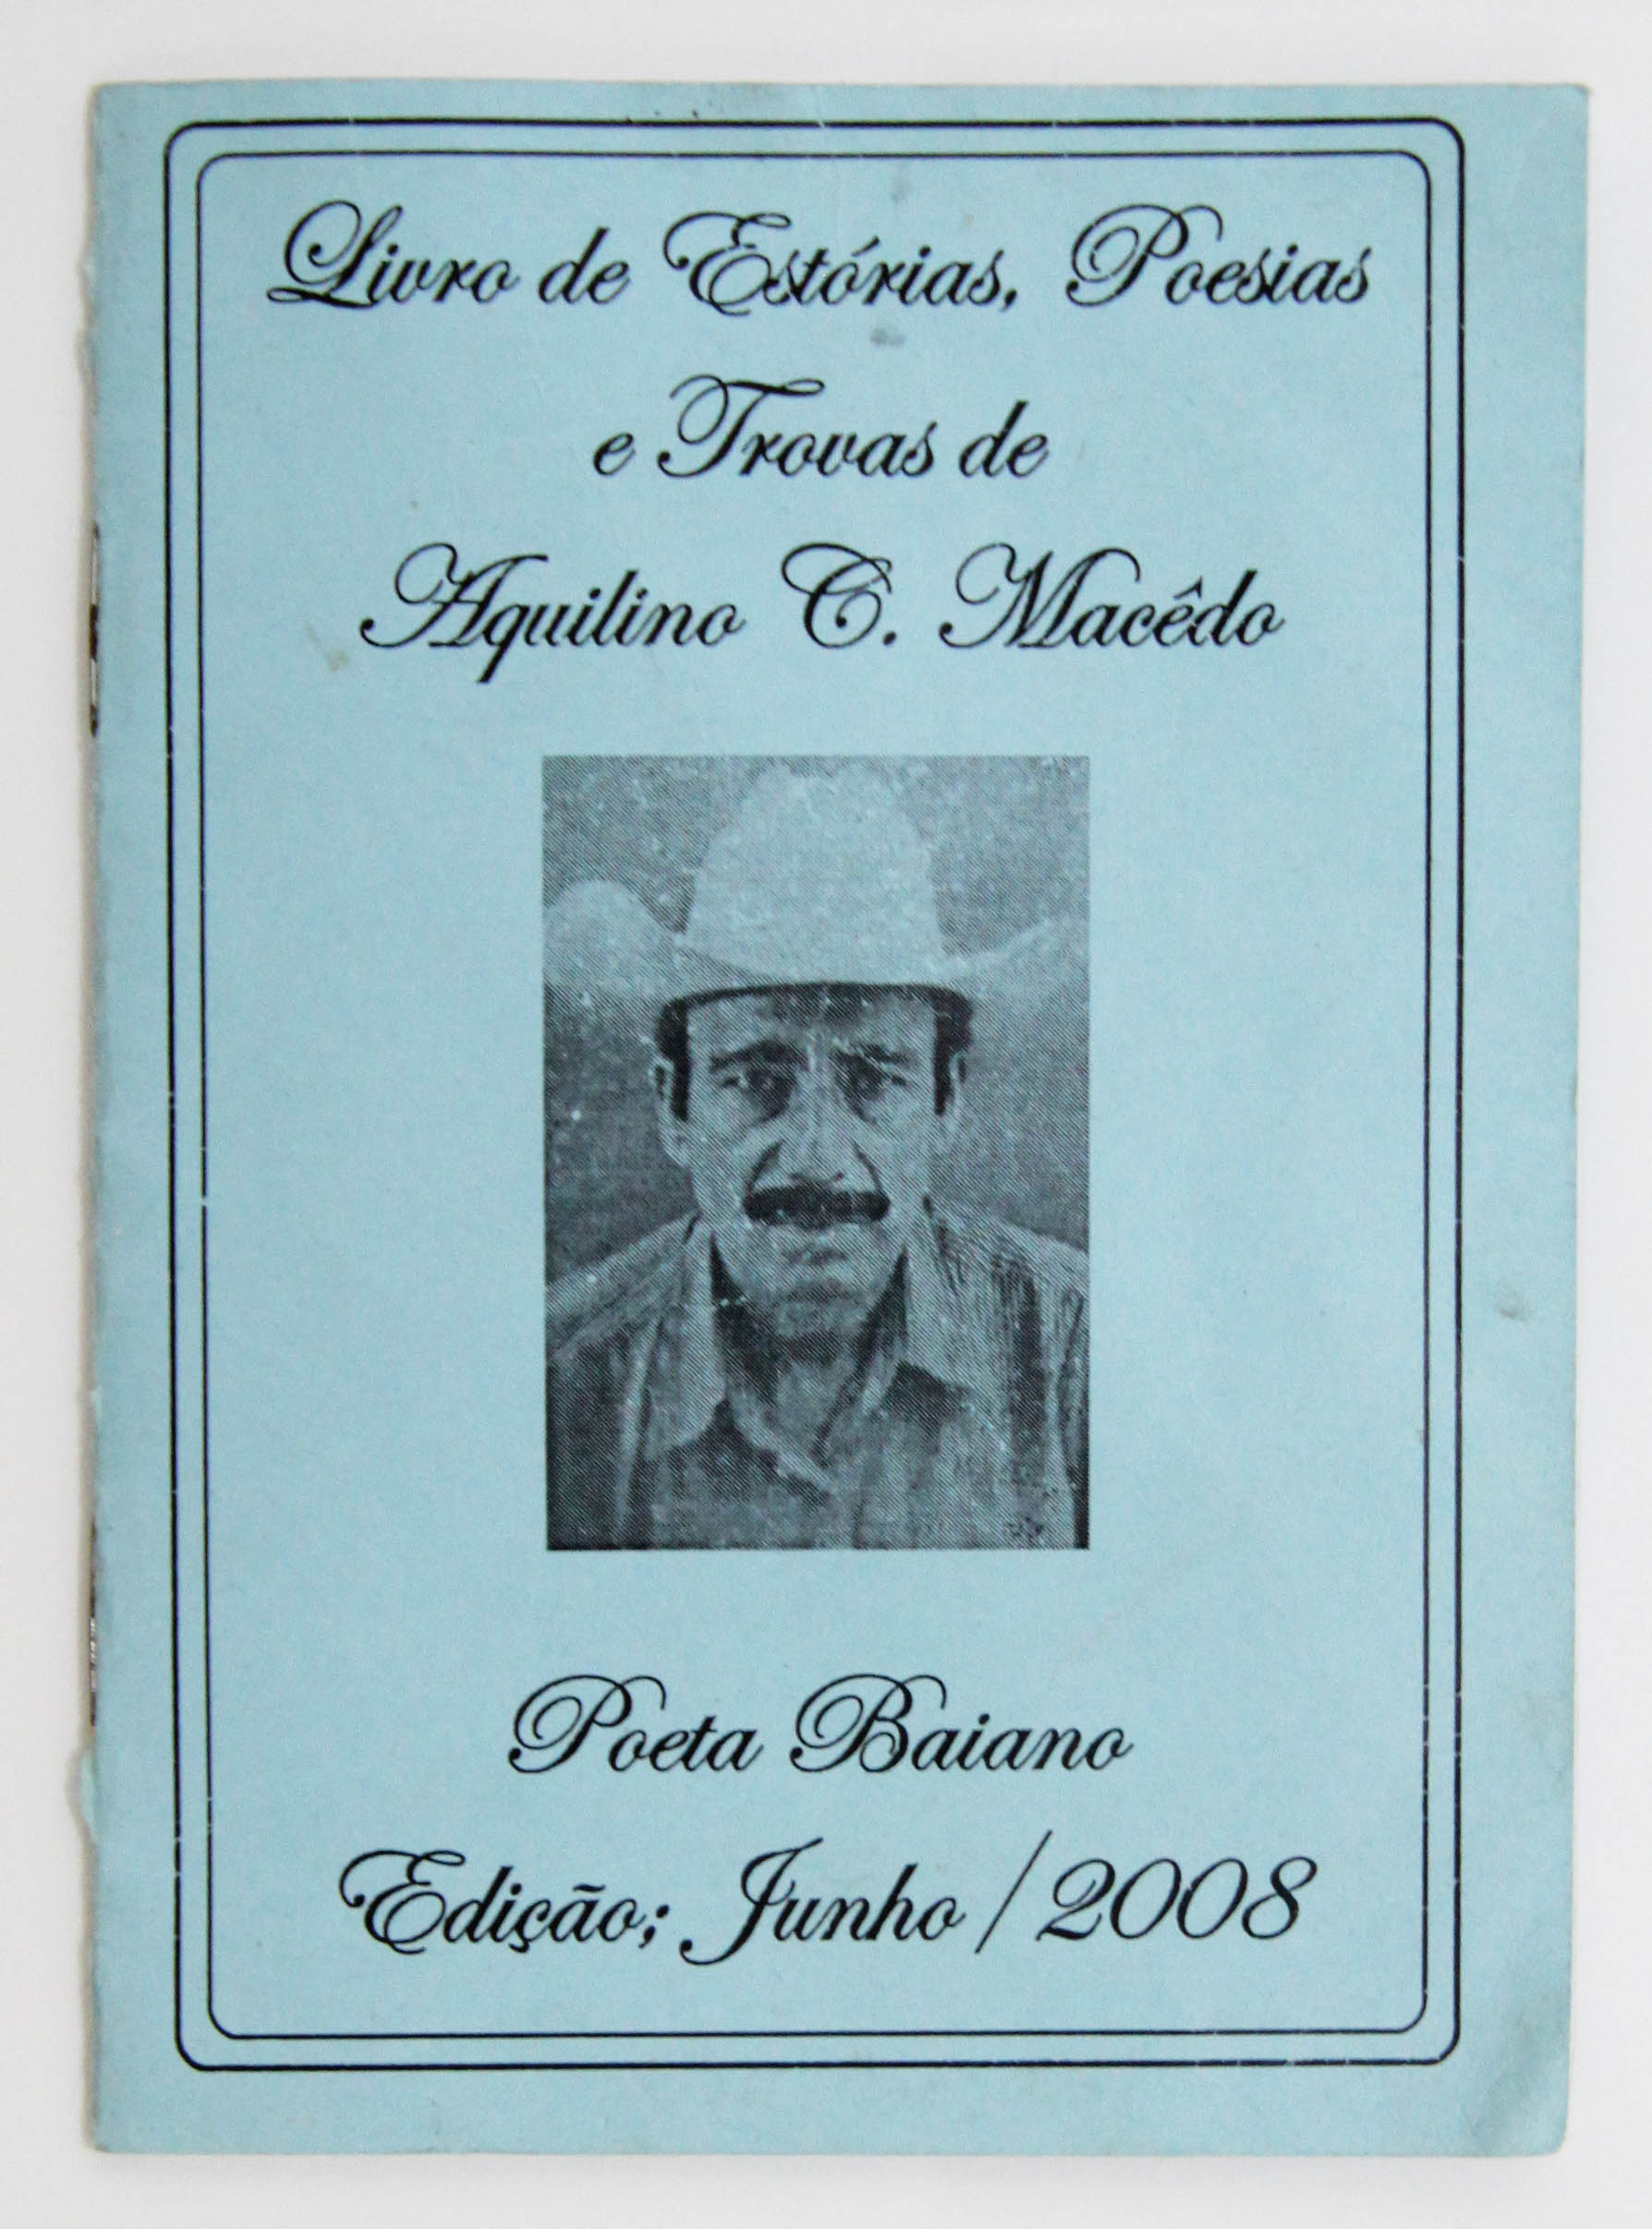 Livro de Estórias, Poesias
e Trovas de
Aquilino C. Macêdo
Poeta Baiano
Edição; Junho / 2008